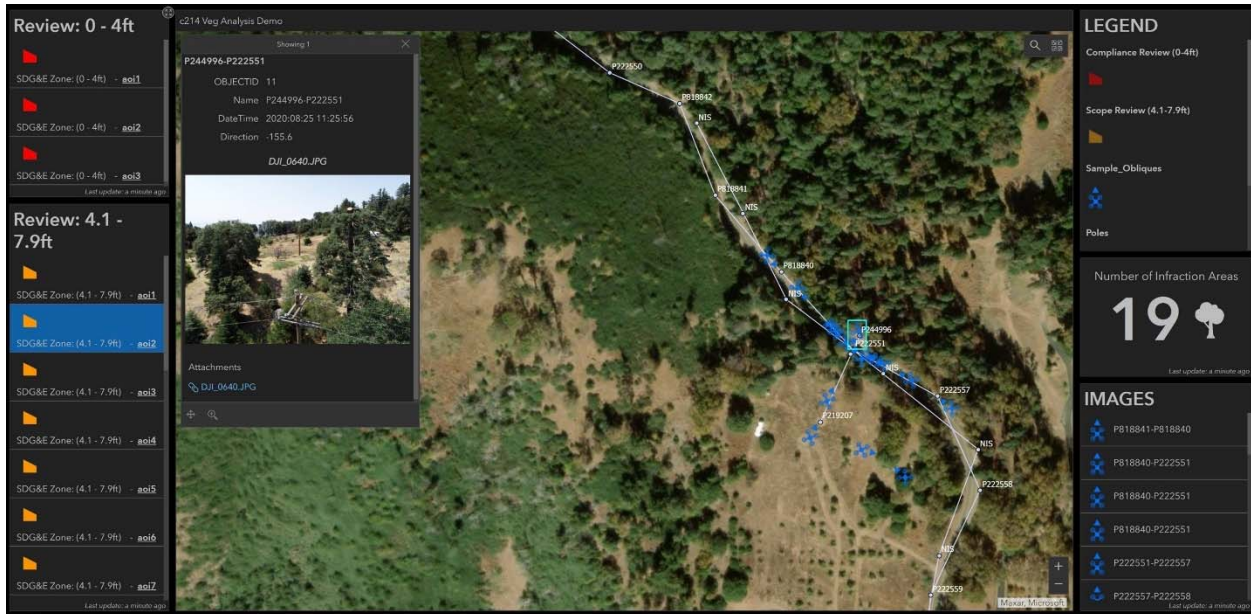 Review: 0 - 4ft
SDG&E Zone: (0 - 4ft) - aoi1
SDG&E Zone: (0 - 4ft) - aoi2
SDG&E Zone: (0 - 4ft) - aoi3
Last update: a minute ago
Review: 4.1 -
7.9ft
SDG&E Zone: (4.1 - 7.9ft) - aoi1
SDG&E Zone: (4.1 - 7.9ft) - aoi2
SDG&E Zone: (4.1 - 7.9ft) - aoi3
SDG&E Zone: (4.1 - 7.9ft) - aoi4
SDG&E Zone: (4.1 - 7.9ft) - aoi5
SDG&E Zone: (4.1 - 7.9ft) - aoi6
SDG&E Zone: (4.1 - 7.9ft) - aoi7
Last update: a minute ago
c214 Veg Analysis Demo
Showing 1
P244996-P222551
OBJECTID 11
Name P244996-P222551
DateTime 2020:08:25 11:25:56
Direction -155.6
DJI_0640.JPG
Attachments
DJI_0640.JPG
P222550
P818842
NIS
P818841
NIS
P818840
NIS
P244996
P222551
NIS
P222557
P219207
NIS
P222558
NIS
P222559
+
−
Maxar, Microsoft
LEGEND
Compliance Review (0-4ft)
Scope Review (4.1-7.9ft)
Sample_Obliques
Poles
Number of Infraction Areas
19
Last update: a minute ago
IMAGES
P818841-P818840
P818840-P222551
P818840-P222551
P818840-P222551
P222551-P222557
P222557-P222558
Last update: a minute ago